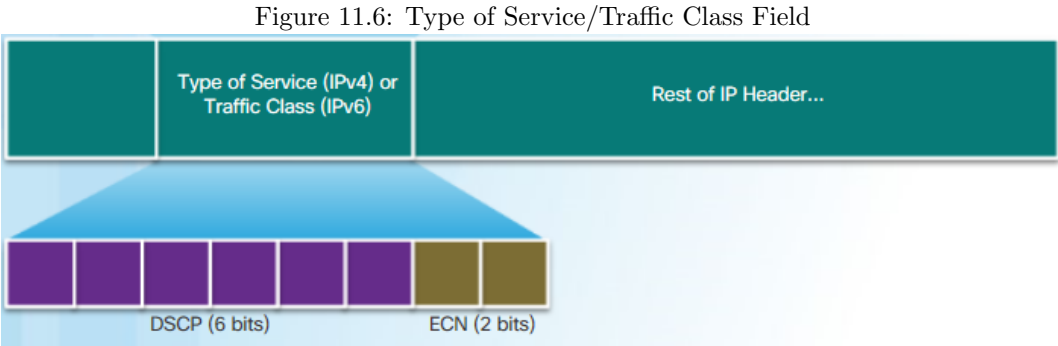 Figure 11.6: Type of Service/Traffic Class Field
Type of Service (IPv4) or
Traffic Class (IPv6)
Rest of IP Header...
DSCP (6 bits)
ECN (2 bits)